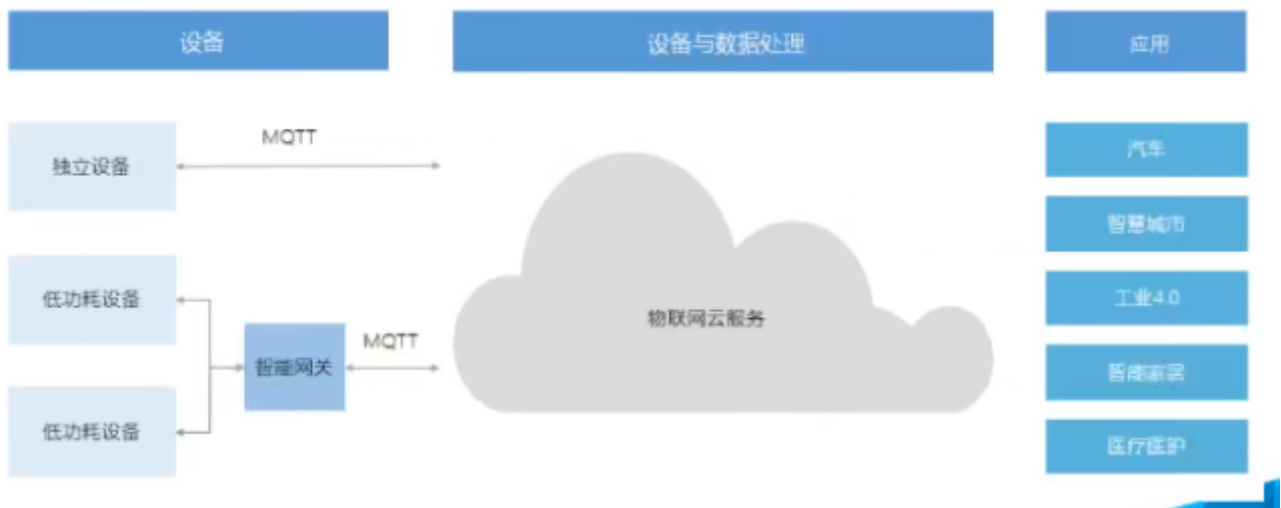 设备
设备与数据处理
应用
独立设备
MQTT
低功耗设备
智能网关
MQTT
低功耗设备
物联网云服务
汽车
智慧城市
工业4.0
智能家居
医疗医护